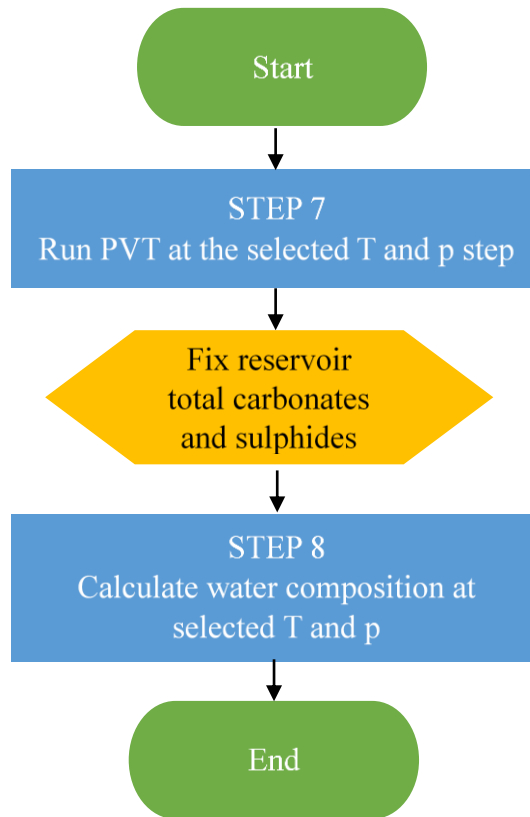 Start
STEP 7
Run PVT at the selected T and p step
Fix reservoir
total carbonates
and sulphides
STEP 8
Calculate water composition at
selected T and p
End